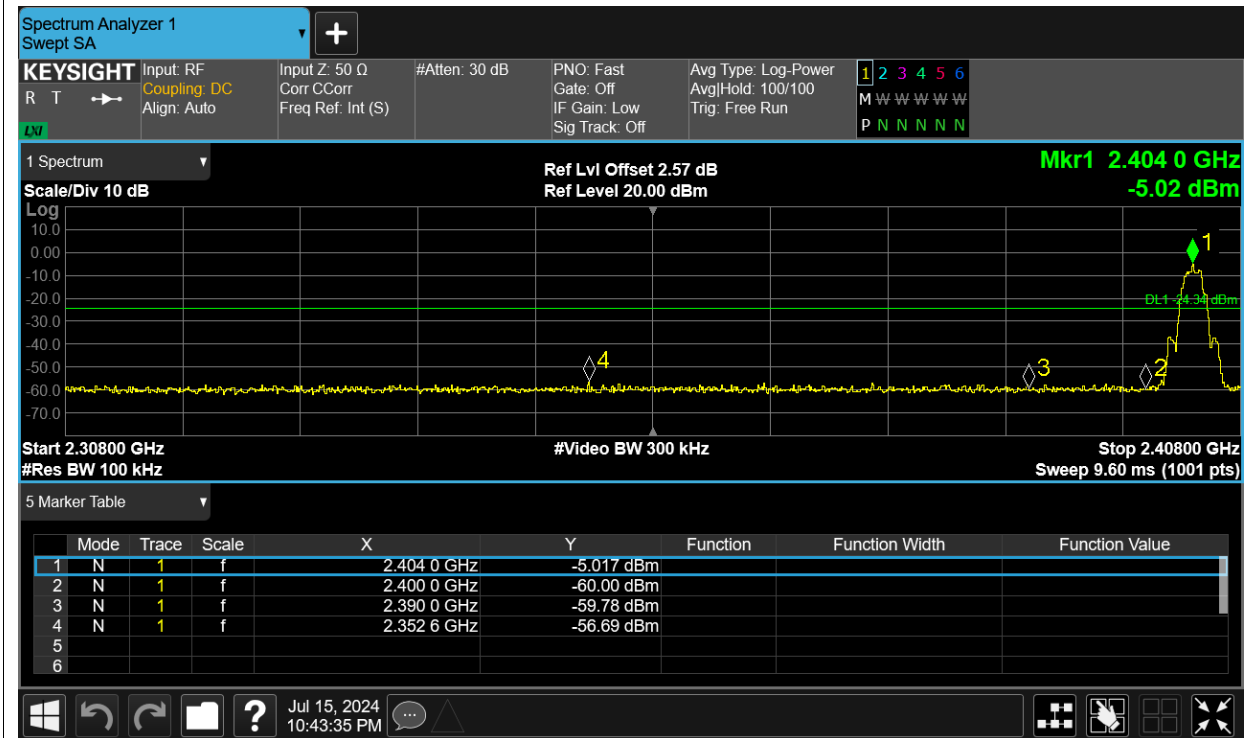 Spectrum Analyzer 1
Swept SA
KEYSIGHT
R T
LXI
Input: RF
Coupling: DC
Align: Auto
Input Z: 50 Ω
Corr CCorr
Freq Ref: Int (S)
#Atten: 30 dB
PNO: Fast
Gate: Off
IF Gain: Low
Sig Track: Off
Avg Type: Log-Power
Avg|Hold: 100/100
Trig: Free Run
1 2 3 4 5 6
M W W W W W
P N N N N N
1 Spectrum
Scale/Div 10 dB
Ref Lvl Offset 2.57 dB
Ref Level 20.00 dBm
Mkr1 2.404 0 GHz
-5.02 dBm
Log
10.0
0.00
-10.0
-20.0
-30.0
-40.0
-50.0
-60.0
-70.0
1
DL1 -24.34 dBm
4
3
2
Start 2.30800 GHz
#Video BW 300 kHz
Stop 2.40800 GHz
#Res BW 100 kHz
Sweep 9.60 ms (1001 pts)
5 Marker Table
Mode Trace Scale X Y Function Function Width Function Value
1 N 1 f 2.404 0 GHz -5.017 dBm
2 N 1 f 2.400 0 GHz -60.00 dBm
3 N 1 f 2.390 0 GHz -59.78 dBm
4 N 1 f 2.352 6 GHz -56.69 dBm
5
6
?
Jul 15, 2024
10:43:35 PM